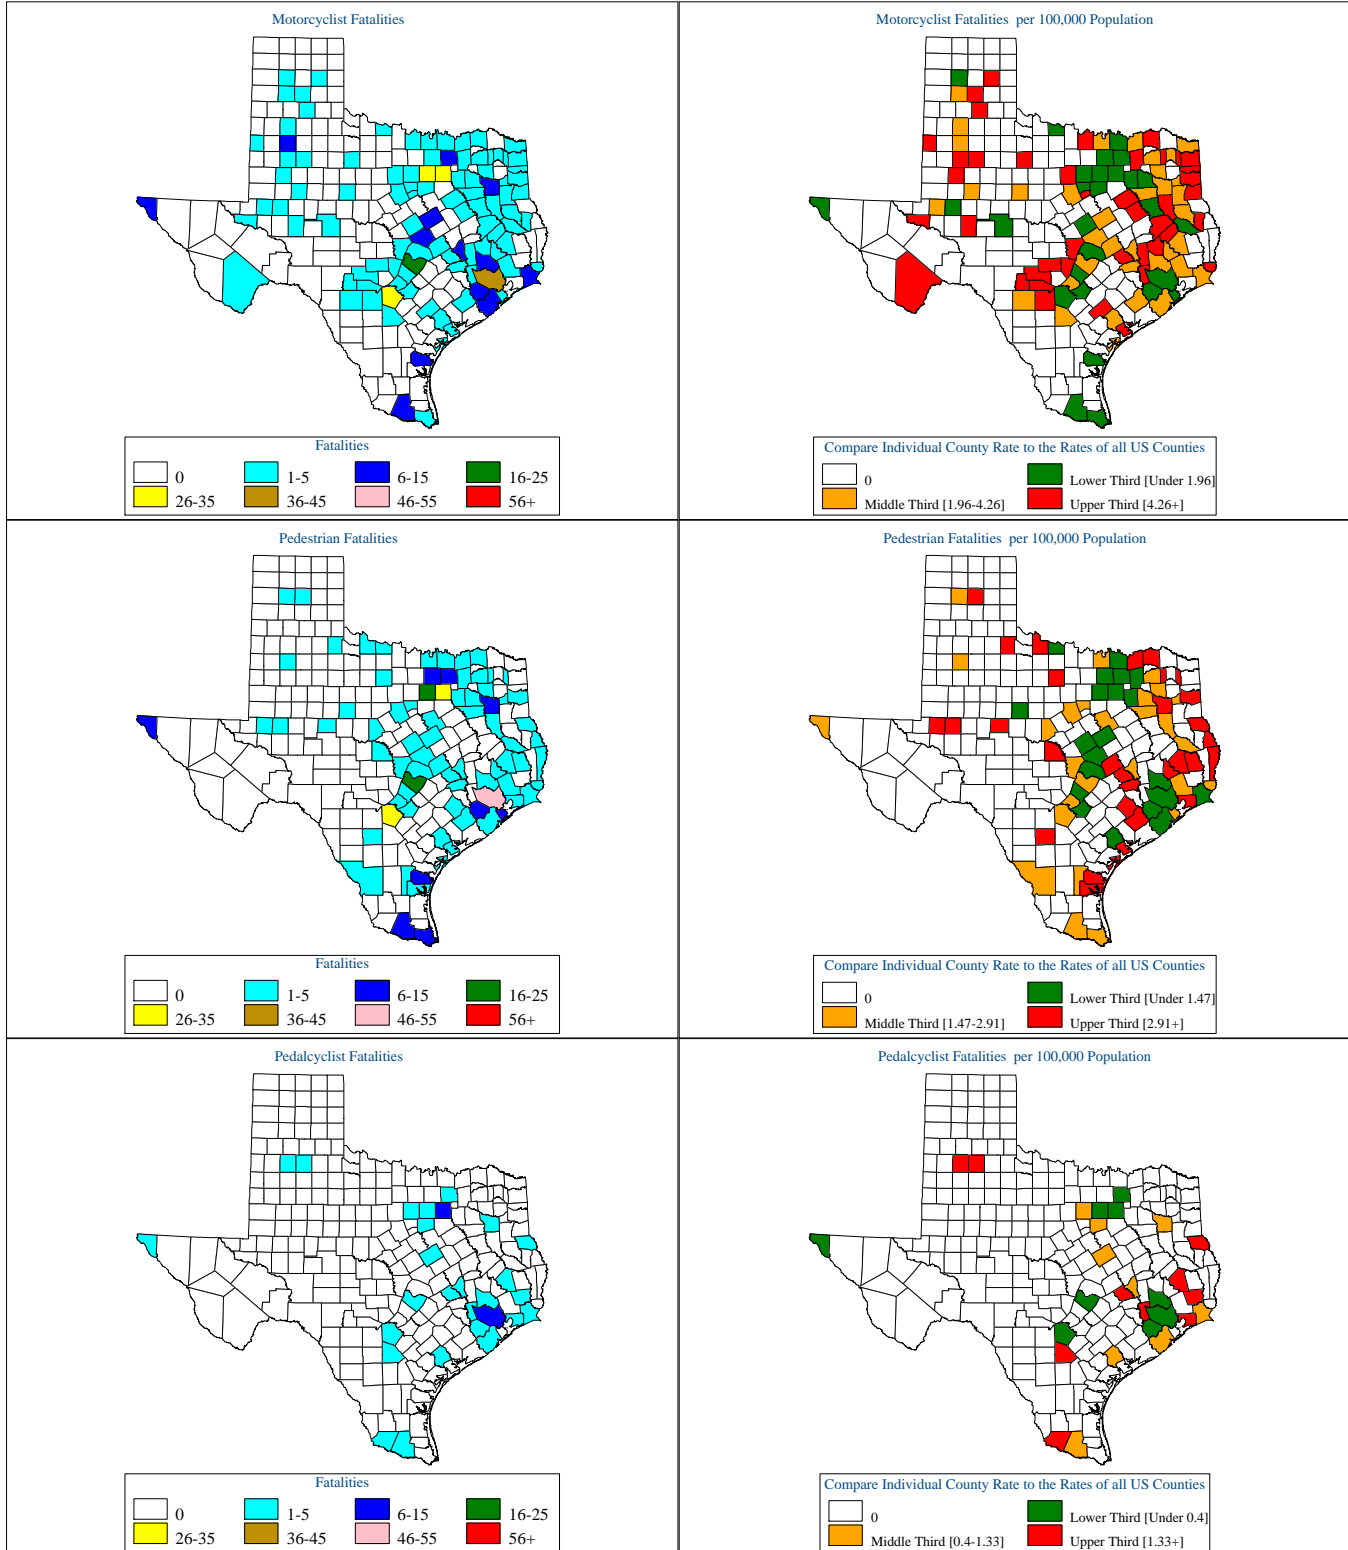 Motorcyclist Fatalities
Motorcyclist Fatalities per 100,000 Population
Fatalities
0 1-5 6-15 16-25
26-35 36-45 46-55 56+
Compare Individual County Rate to the Rates of all US Counties
0 Lower Third [Under 1.96]
Middle Third [1.96-4.26] Upper Third [4.26+]
Pedestrian Fatalities
Pedestrian Fatalities per 100,000 Population
Fatalities
0 1-5 6-15 16-25
26-35 36-45 46-55 56+
Compare Individual County Rate to the Rates of all US Counties
0 Lower Third [Under 1.47]
Middle Third [1.47-2.91] Upper Third [2.91+]
Pedalcyclist Fatalities
Pedalcyclist Fatalities per 100,000 Population
Fatalities
0 1-5 6-15 16-25
26-35 36-45 46-55 56+
Compare Individual County Rate to the Rates of all US Counties
0 Lower Third [Under 0.4]
Middle Third [0.4-1.33] Upper Third [1.33+]